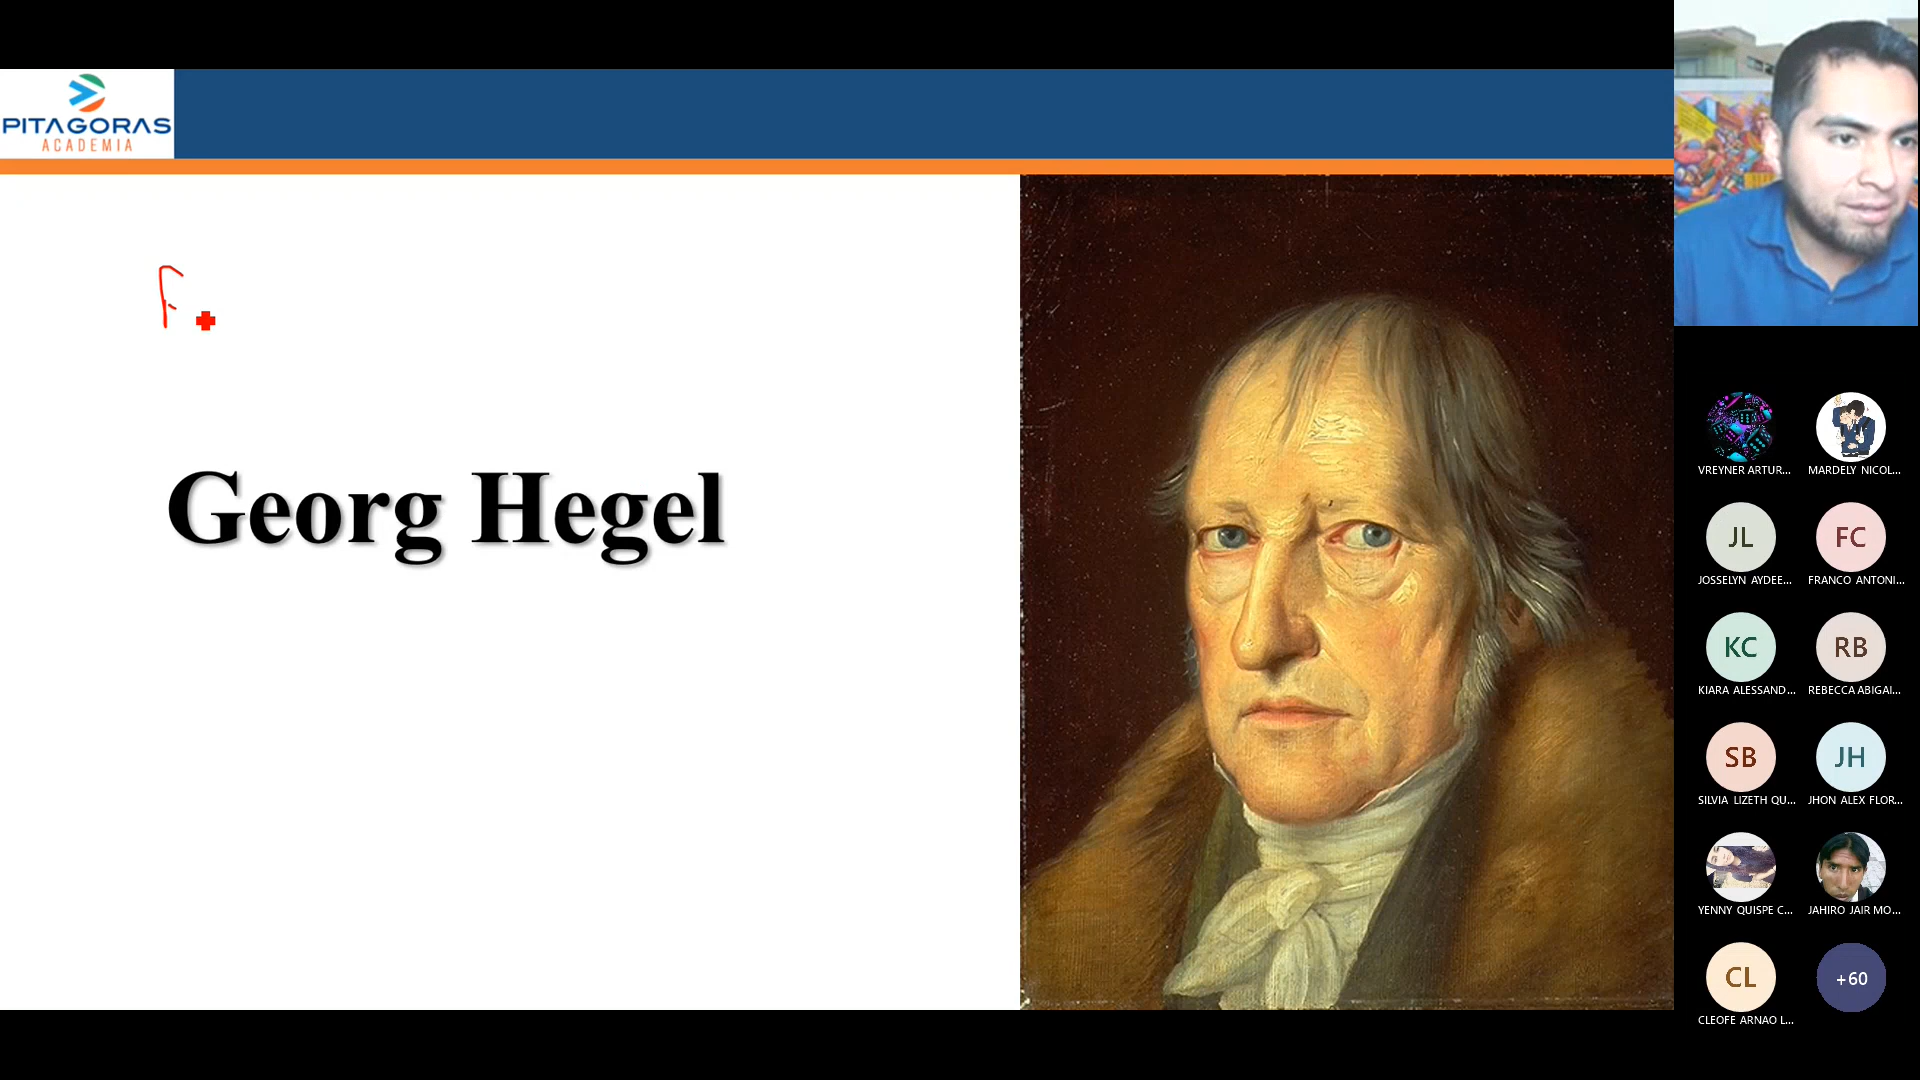 PITAGORAS
ACADEMIA
F
Georg Hegel
VREYNER ARTUR...
MARDELY NICOL...
JL
FC
JOSSELYN AYDEE...
FRANCO ANTONI...
KC
RB
KIARA ALESSAND...
REBECCA ABIGAI...
SB
JH
SILVIA LIZETH QU...
JHON ALEX FLOR...
YENNY QUISPE C...
JAHIRO JAIR MO...
CL
+60
CLEOFE ARNAO L...